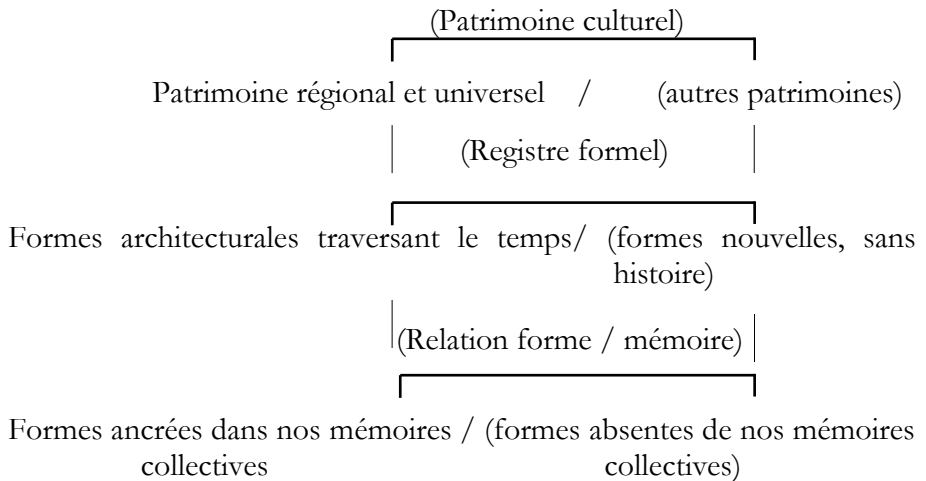 (Patrimoine culturel)
Patrimoine régional et universel / (autres patrimoines)
(Registre formel)
Formes architecturales traversant le temps/ (formes nouvelles, sans
histoire)
(Relation forme / mémoire)
Formes ancrées dans nos mémoires / (formes absentes de nos mémoires
collectives collectives)